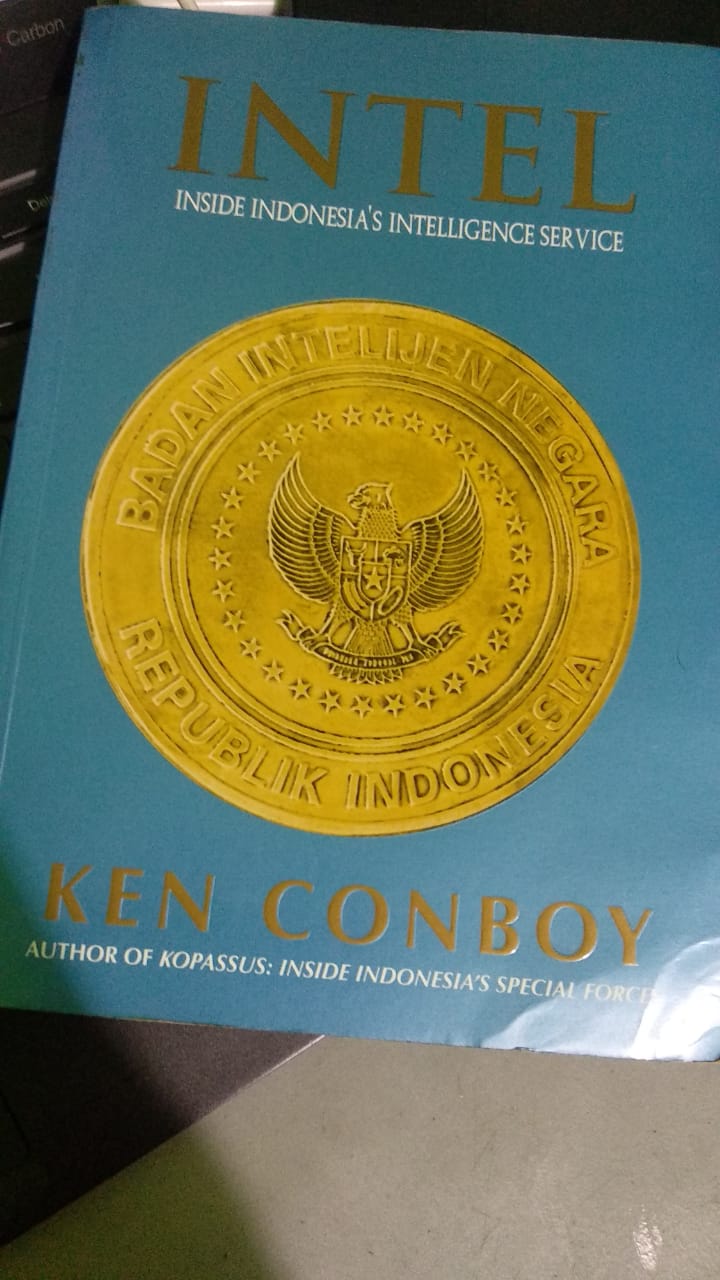 Carbon
INTEL
INSIDE INDONESIA'S INTELLIGENCE SERVICE
BADAN INTELIJEN NEGARA
REPUBLIK INDONESIA
KEN CONBOY
AUTHOR OF KOPASSUS: INSIDE INDONESIA'S SPECIAL FORCES